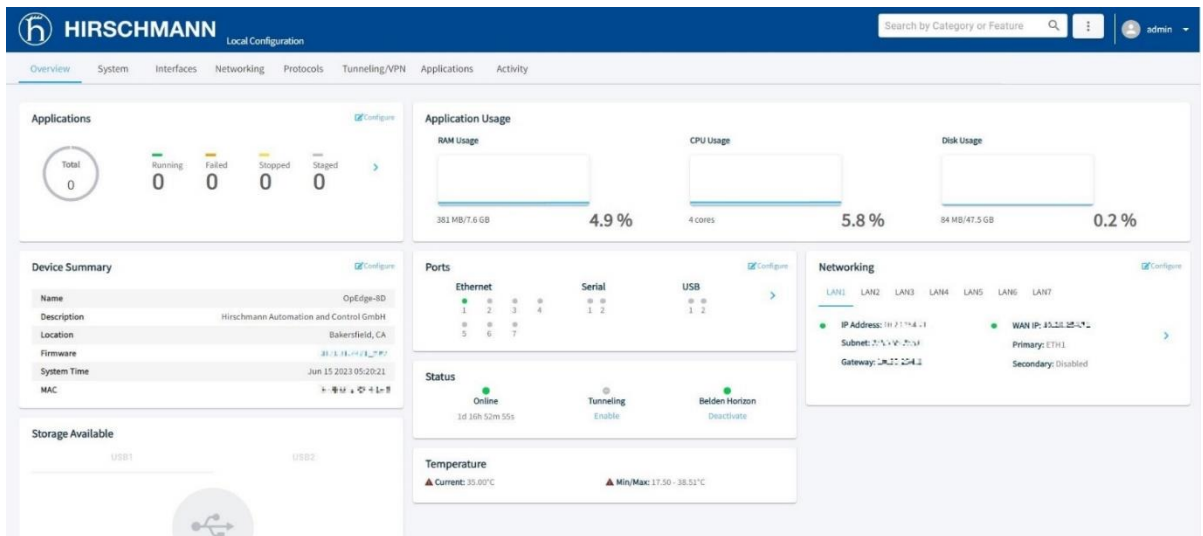 HIRSCHMANN
Local Configuration
Search by Category or Feature
admin
Overview System Interfaces Networking Protocols Tunneling/VPN Applications Activity
Applications
Configure
Total
0
Running Failed Stopped Staged
0 0 0 0
Application Usage
RAM Usage
381 MB/7.6 GB 4.9 %
CPU Usage
4 cores 5.8 %
Disk Usage
84 MB/47.5 GB 0.2 %
Device Summary
Configure
Name OpEdge-8D
Description Hirschmann Automation and Control GmbH
Location Bakersfield, CA
Firmware
System Time Jun 15 2023 05:20:21
MAC
Storage Available
USB1 USB2
Ports
Configure
Ethernet Serial USB
1 2 3 4 1 2 1 2
5 6 7
Status
Online Tunneling Belden Horizon
1d 16h 52m 55s Enable Deactivate
Temperature
Current: 35.00°C Min/Max: 17.50 - 38.51°C
Networking
Configure
LAN1 LAN2 LAN3 LAN4 LAN5 LAN6 LAN7
IP Address: WAN IP:
Subnet: Primary: ETH1
Gateway: Secondary: Disabled